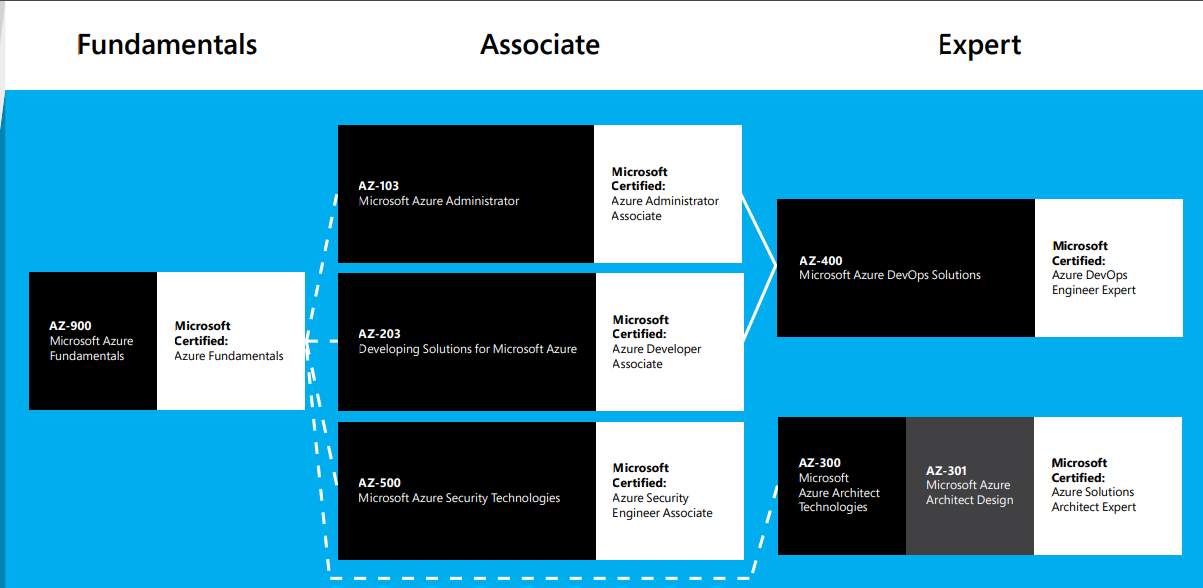 Fundamentals
Associate
Expert
AZ-900
Microsoft Azure
Fundamentals
Microsoft
Certified:
Azure Fundamentals
AZ-103
Microsoft Azure Administrator
Microsoft
Certified:
Azure Administrator
Associate
AZ-203
Developing Solutions for Microsoft Azure
Microsoft
Certified:
Azure Developer
Associate
AZ-500
Microsoft Azure Security Technologies
Microsoft
Certified:
Azure Security
Engineer Associate
AZ-400
Microsoft Azure DevOps Solutions
Microsoft
Certified:
Azure DevOps
Engineer Expert
AZ-300
Microsoft
Azure Architect
Technologies
AZ-301
Microsoft Azure
Architect Design
Microsoft
Certified:
Azure Solutions
Architect Expert